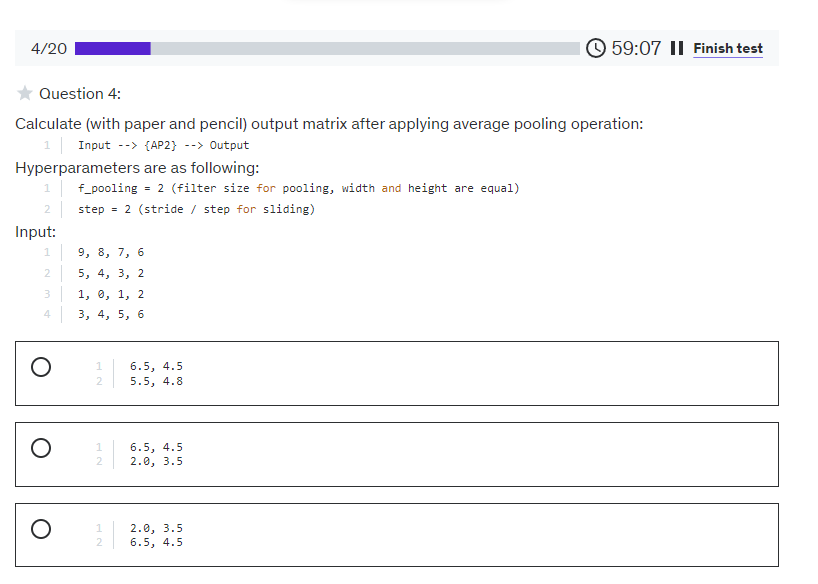 4/20 59:07 Finish test
Question 4:
Calculate (with paper and pencil) output matrix after applying average pooling operation:
1 Input --> {AP2} --> Output
Hyperparameters are as following:
1 f_pooling = 2 (filter size for pooling, width and height are equal)
2 step = 2 (stride / step for sliding)
Input:
1 9, 8, 7, 6
2 5, 4, 3, 2
3 1, 0, 1, 2
4 3, 4, 5, 6
1 6.5, 4.5
2 5.5, 4.8
1 6.5, 4.5
2 2.0, 3.5
1 2.0, 3.5
2 6.5, 4.5